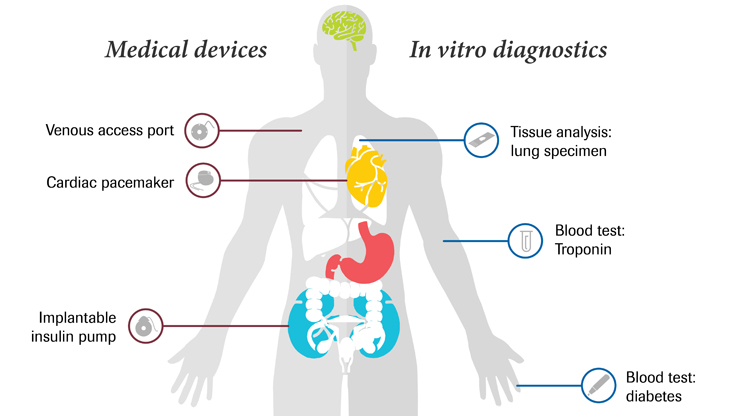 Medical devices
In vitro diagnostics
Venous access port
Cardiac pacemaker
Implantable
insulin pump
Tissue analysis:
lung specimen
Blood test:
Troponin
Blood test:
diabetes